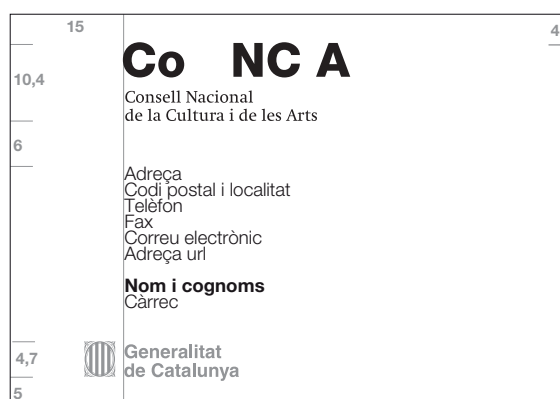 15
4
Co NC A
10,4
Consell Nacional
de la Cultura i de les Arts
6
Adreça
Codi postal i localitat
Telèfon
Fax
Correu electrònic
Adreça url
Nom i cognoms
Càrrec
4,7
Generalitat
de Catalunya
5